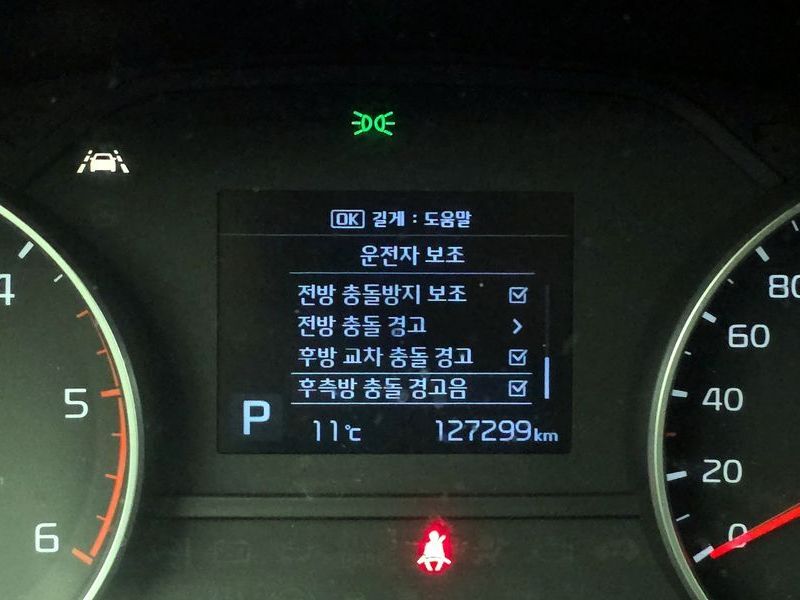 OK 길게 : 도움말
운전자 보조
전방 충돌방지 보조
전방 충돌 경고
후방 교차 충돌 경고
후측방 충돌 경고음
P 11℃ 127299km
4
5
6
80
60
40
20
0